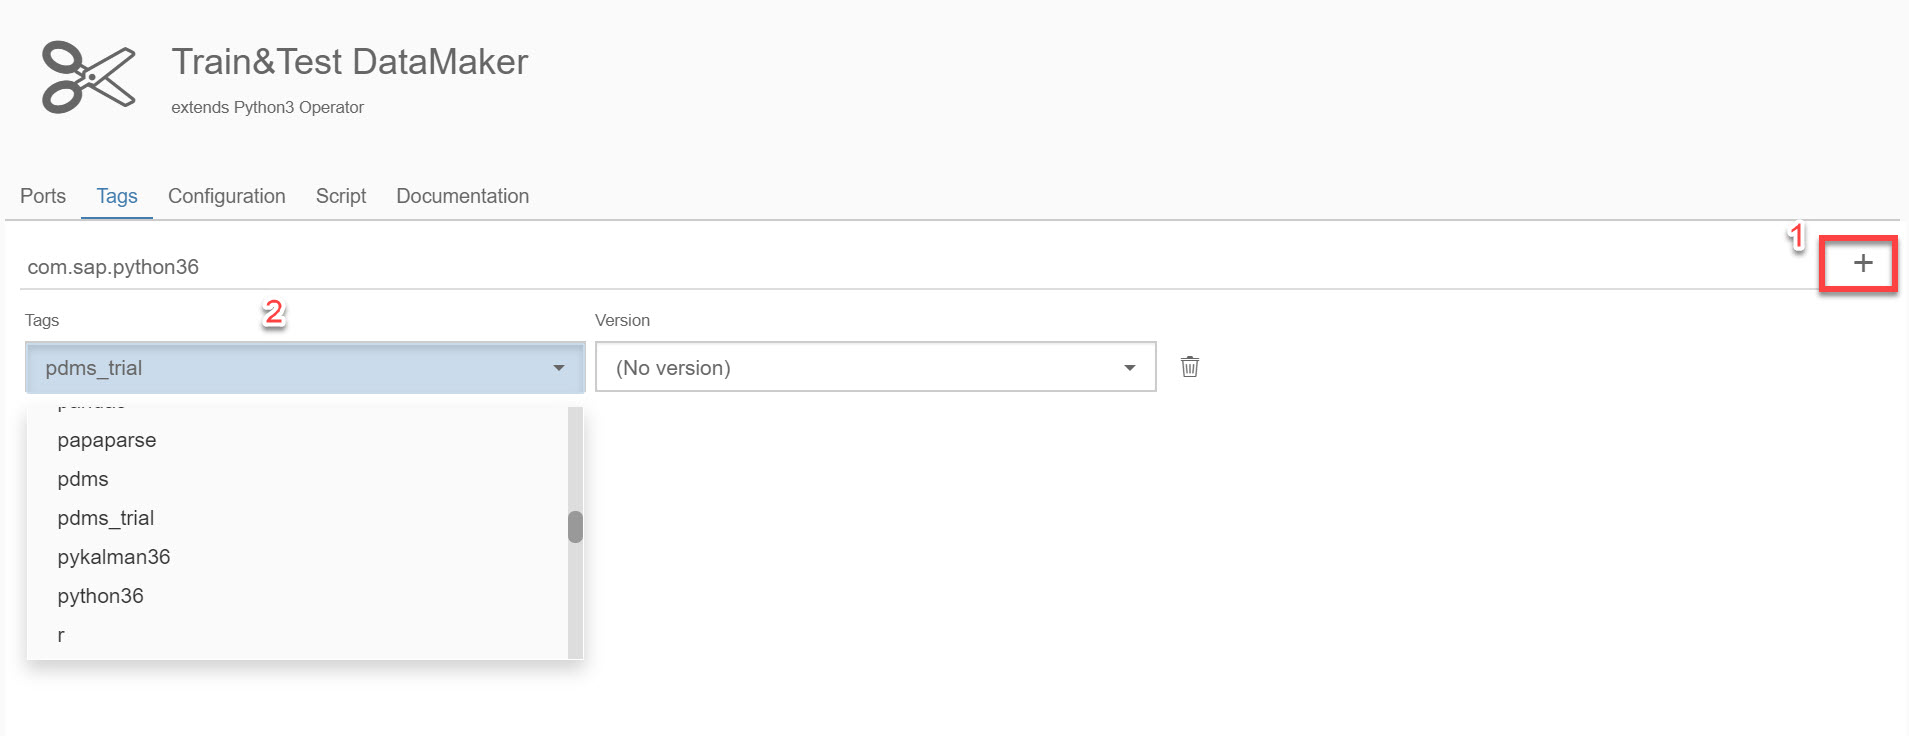 Train&Test DataMaker
extends Python3 Operator
Ports Tags Configuration Script Documentation
1
com.sap.python36
+
2
Tags Version
pdms_trial (No version)
papaparse
pdms
pdms_trial
pykalman36
python36
r